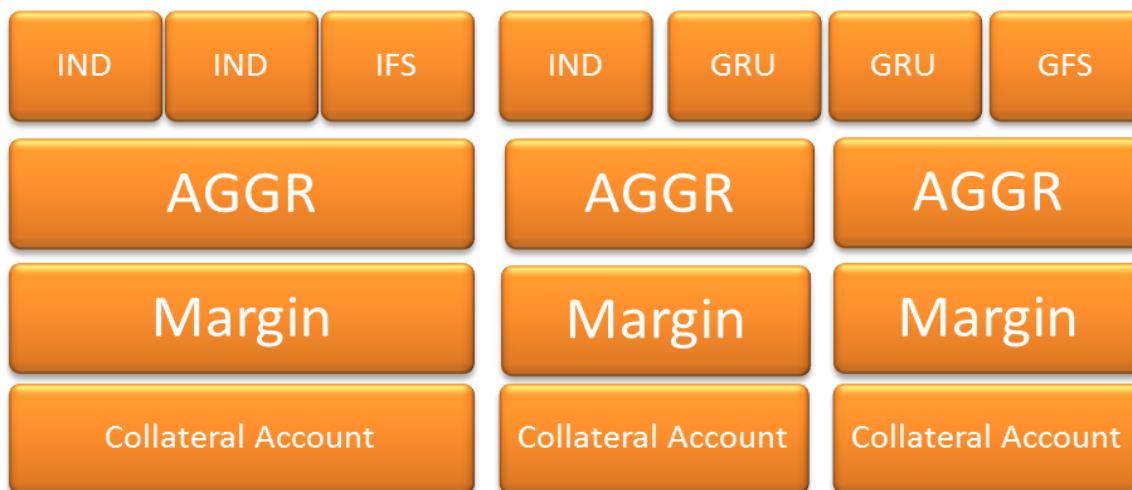 IND IND IFS IND GRU GRU GFS
AGGR AGGR AGGR
Margin Margin Margin
Collateral Account Collateral Account Collateral Account